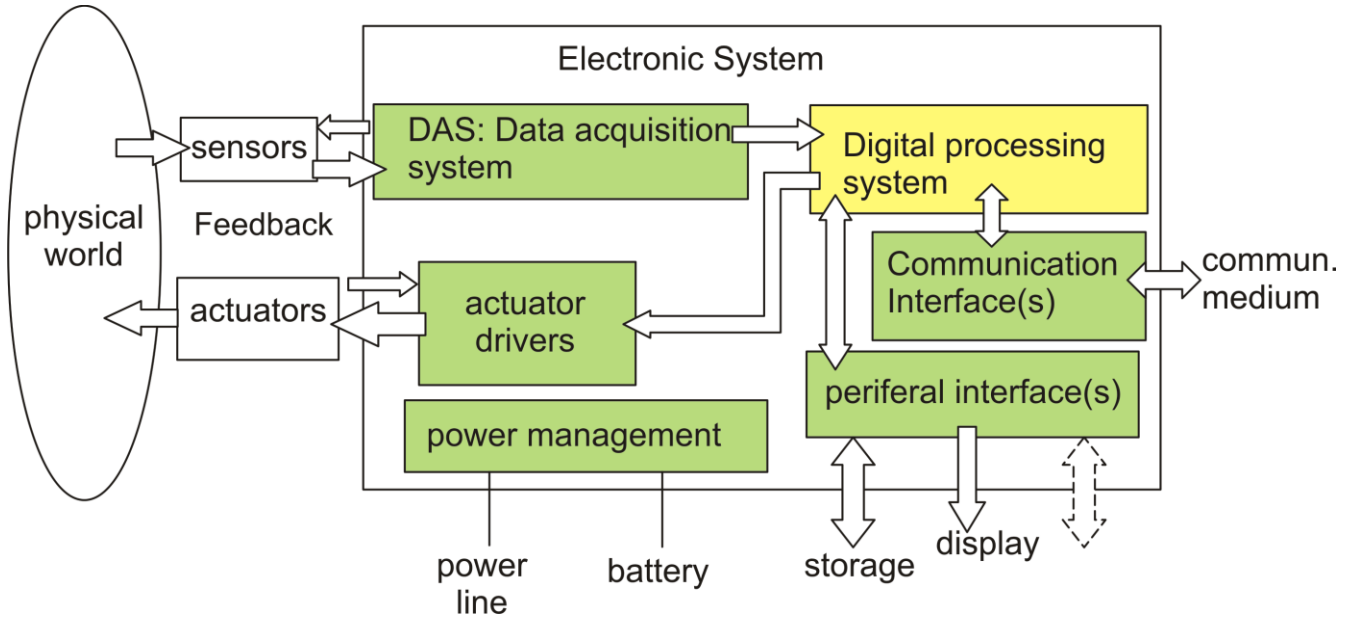 Electronic System
physical
world
sensors
Feedback
actuators
DAS: Data acquisition
system
Digital processing
system
Communication
Interface(s)
commun.
medium
actuator
drivers
periferal interface(s)
power management
power
line
battery
storage
display